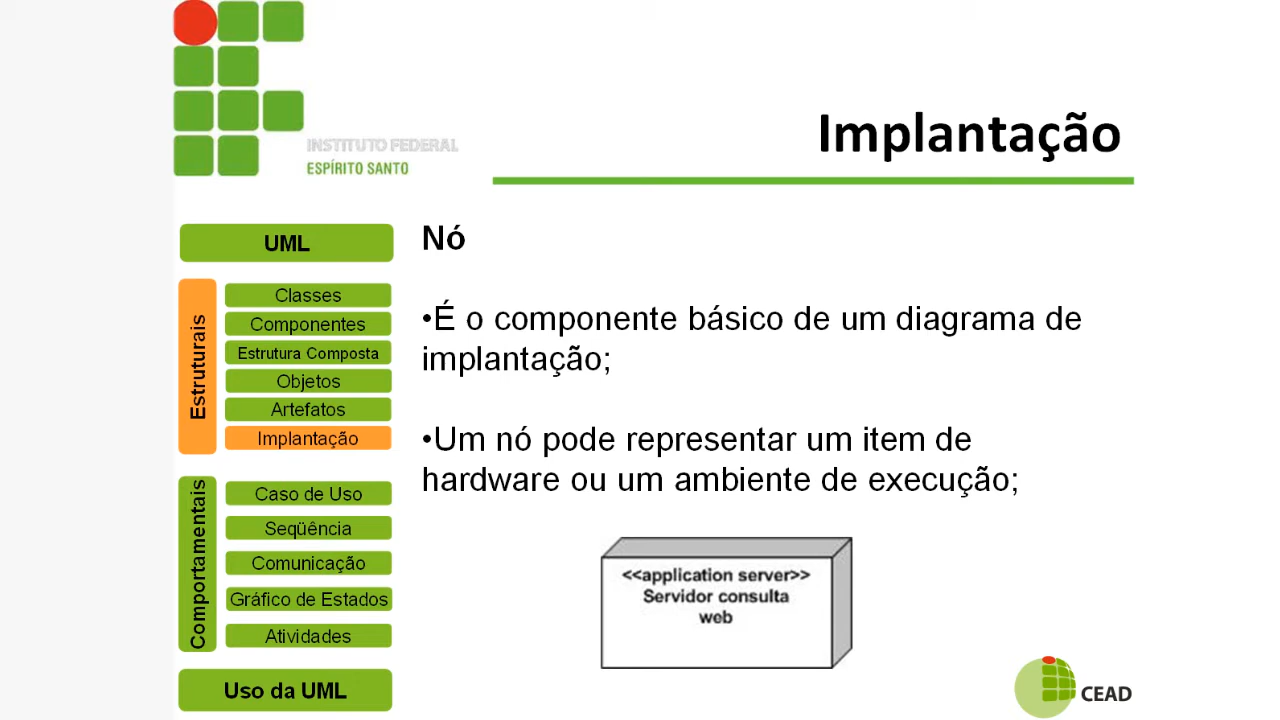 INSTITUTO FEDERAL
ESPÍRITO SANTO
Implantação
UML
Estruturais
Classes
Componentes
Estrutura Composta
Objetos
Artefatos
Implantação
Comportamentais
Caso de Uso
Seqüência
Comunicação
Gráfico de Estados
Atividades
Uso da UML
Nó
•É o componente básico de um diagrama de
implantação;
•Um nó pode representar um item de
hardware ou um ambiente de execução;
<<application server>>
Servidor consulta
web
CEAD